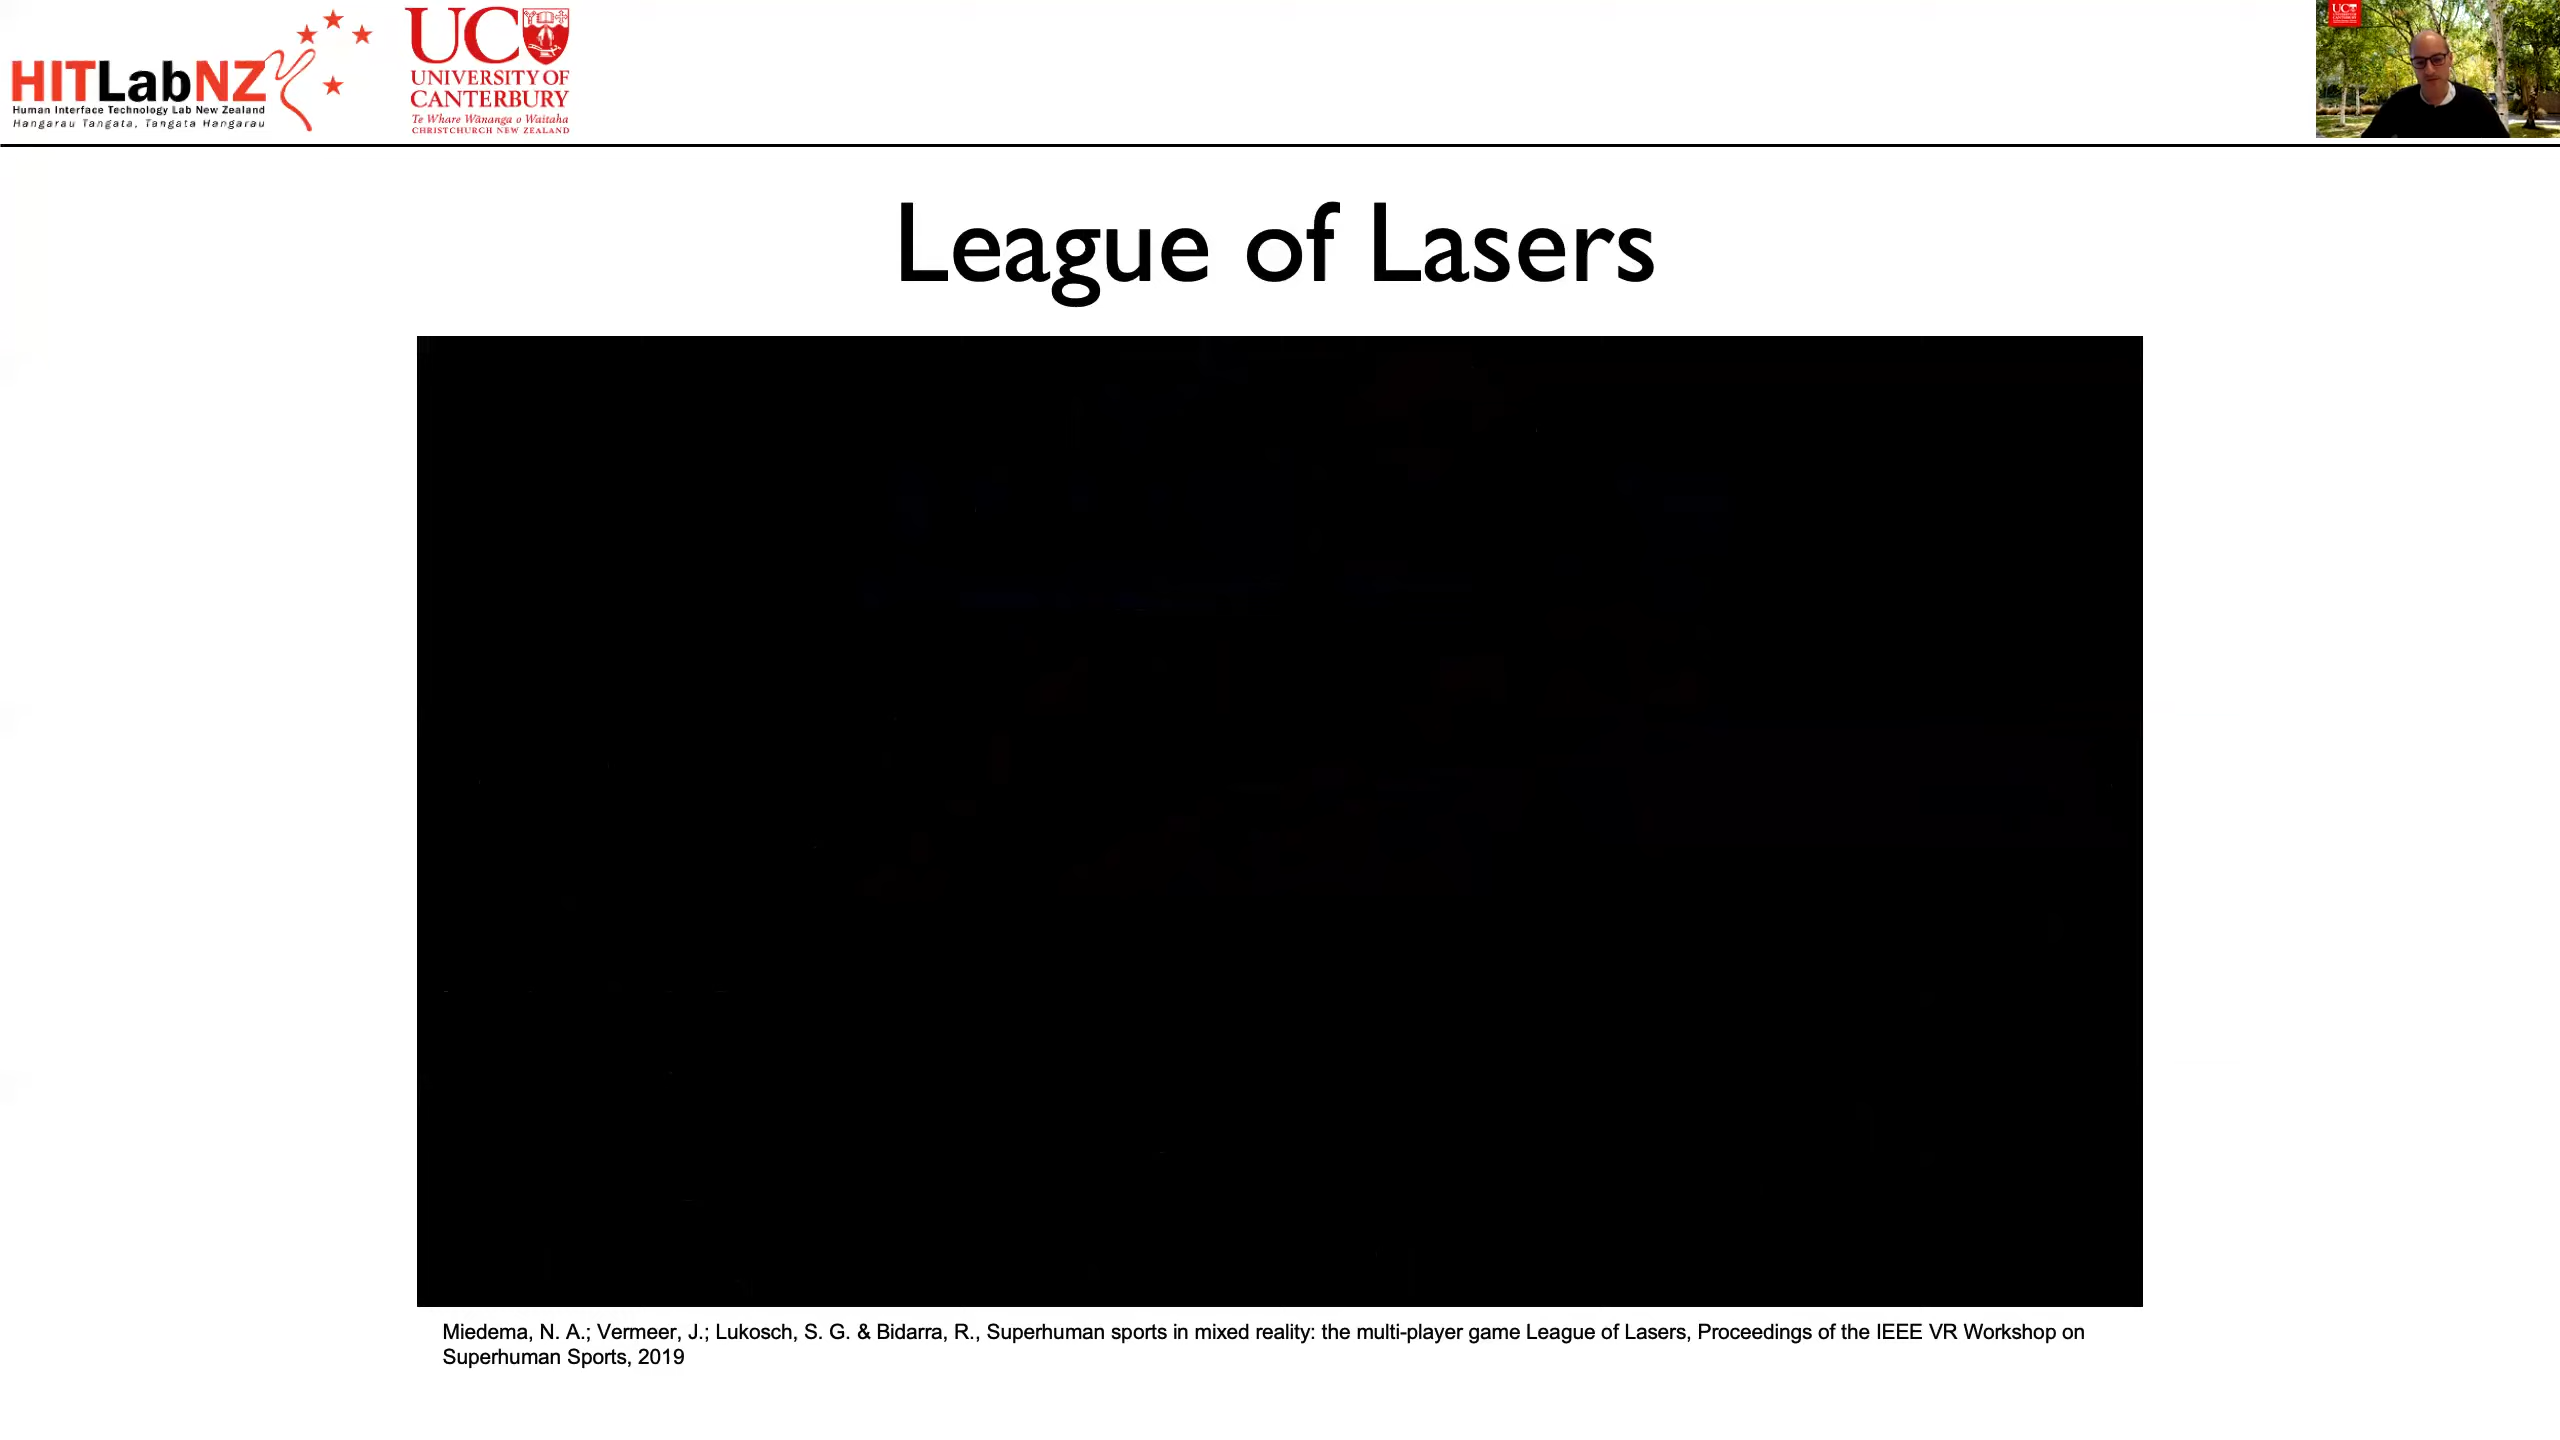 HITLabNZ
Human Interface Technology Lab New Zealand
Hangarau Tangata, Tangata Hangarau
UC
UNIVERSITY OF
CANTERBURY
Te Whare Wānanga o Waitaha
CHRISTCHURCH NEW ZEALAND
UC
League of Lasers
Miedema, N. A.; Vermeer, J.; Lukosch, S. G. & Bidarra, R., Superhuman sports in mixed reality: the multi-player game League of Lasers, Proceedings of the IEEE VR Workshop on
Superhuman Sports, 2019